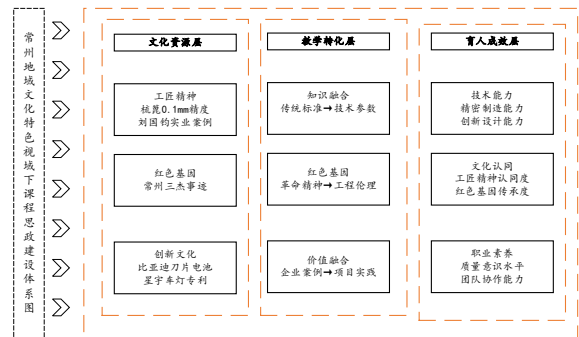 常州地域文化特色视域下课程思政建设体系图
文化资源层
工匠精神
梳篦0.1mm精度
刘国钧实业案例
红色基因
常州三杰事迹
创新文化
比亚迪刀片电池
星宇车灯专利
教学转化层
知识融合
传统标准→技术参数
红色基因
革命精神→工程伦理
价值融合
企业案例→项目实践
育人成效层
技术能力
精密制造能力
创新设计能力
文化认同
工匠精神认同度
红色基因传承度
职业素养
质量意识水平
团队协作能力